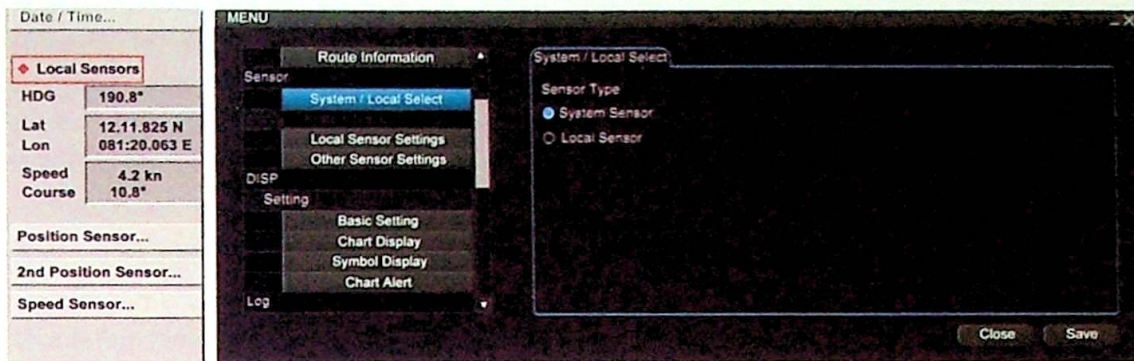 Date / Time...
Local Sensors
HDG 190.8°
Lat 12.11.825 N
Lon 081:20.063 E
Speed 4.2 kn
Course 10.8°
Position Sensor...
2nd Position Sensor...
Speed Sensor...
MENU
Route Information
Sensor
System / Local Select
Local Sensor Settings
Other Sensor Settings
DISP
Setting
Basic Setting
Chart Display
Symbol Display
Chart Alert
Log
System / Local Select
Sensor Type
System Sensor
Local Sensor
Close Save